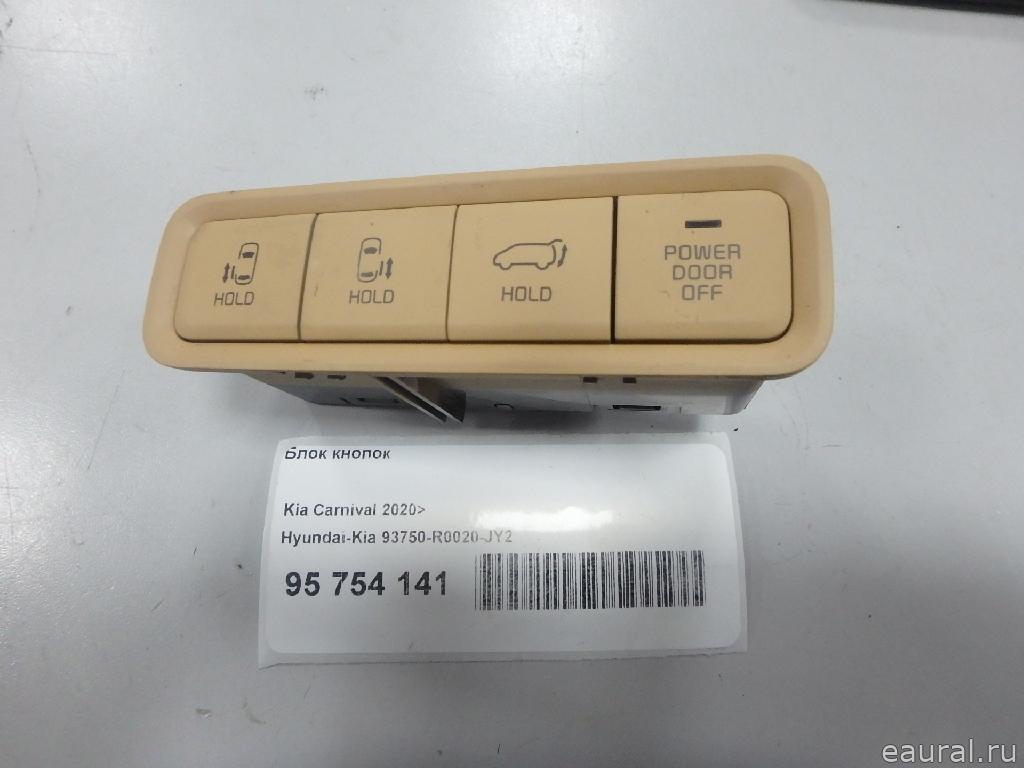 HOLD
HOLD
HOLD
POWER
DOOR
OFF
Блок кнопок
Kia Carnival 2020>
Hyundai-Kia 93750-R0020-JY2
95 754 141
eaural.ru